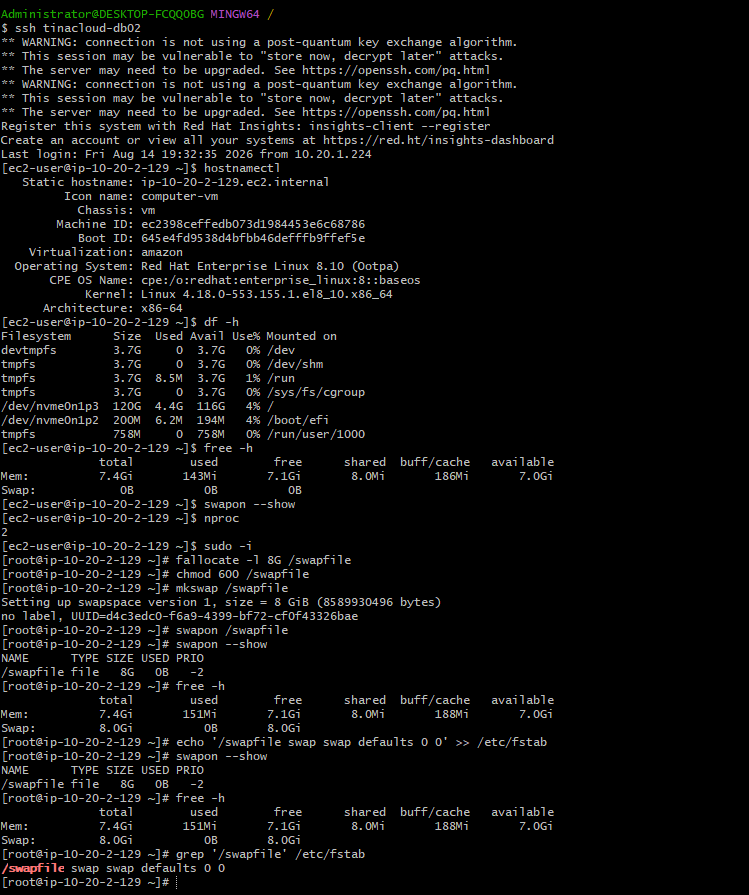 Administrator@DESKTOP-FCQQOBG MINGW64 /
$ ssh tinacloud-db02
** WARNING: connection is not using a post-quantum key exchange algorithm.
** This session may be vulnerable to "store now, decrypt later" attacks.
** The server may need to be upgraded. See https://openssh.com/pq.html
** WARNING: connection is not using a post-quantum key exchange algorithm.
** This session may be vulnerable to "store now, decrypt later" attacks.
** The server may need to be upgraded. See https://openssh.com/pq.html
Register this system with Red Hat Insights: insights-client --register
Create an account or view all your systems at https://red.ht/insights-dashboard
Last login: Fri Aug 14 19:32:35 2026 from 10.20.1.224
[ec2-user@ip-10-20-2-129 ~]$ hostnamectl
   Static hostname: ip-10-20-2-129.ec2.internal
         Icon name: computer-vm
           Chassis: vm
        Machine ID: ec2398ceffedb073d1984453e6c68786
           Boot ID: 645e4fd9538d4bfbb46defffb9ffef5e
    Virtualization: amazon
  Operating System: Red Hat Enterprise Linux 8.10 (Ootpa)
       CPE OS Name: cpe:/o:redhat:enterprise_linux:8::baseos
            Kernel: Linux 4.18.0-553.155.1.el8_10.x86_64
      Architecture: x86-64
[ec2-user@ip-10-20-2-129 ~]$ df -h
Filesystem      Size  Used Avail Use% Mounted on
devtmpfs        3.7G     0  3.7G   0% /dev
tmpfs           3.7G     0  3.7G   0% /dev/shm
tmpfs           3.7G  8.5M  3.7G   1% /run
tmpfs           3.7G     0  3.7G   0% /sys/fs/cgroup
/dev/nvme0n1p3  120G  4.4G  116G   4% /
/dev/nvme0n1p2  200M  6.2M  194M   4% /boot/efi
tmpfs           758M     0  758M   0% /run/user/1000
[ec2-user@ip-10-20-2-129 ~]$ free -h
              total        used        free      shared  buff/cache   available
Mem:          7.4Gi       143Mi       7.1Gi       8.0Mi       186Mi       7.0Gi
Swap:            0B          0B          0B
[ec2-user@ip-10-20-2-129 ~]$ swapon --show
[ec2-user@ip-10-20-2-129 ~]$ nproc
2
[ec2-user@ip-10-20-2-129 ~]$ sudo -i
[root@ip-10-20-2-129 ~]# fallocate -l 8G /swapfile
[root@ip-10-20-2-129 ~]# chmod 600 /swapfile
[root@ip-10-20-2-129 ~]# mkswap /swapfile
Setting up swapspace version 1, size = 8 GiB (8589930496 bytes)
no label, UUID=d4c3edc0-f6a9-4399-bf72-cf0f43326bae
[root@ip-10-20-2-129 ~]# swapon /swapfile
[root@ip-10-20-2-129 ~]# swapon --show
NAME      TYPE SIZE USED PRIO
/swapfile file   8G   0B   -2
[root@ip-10-20-2-129 ~]# free -h
              total        used        free      shared  buff/cache   available
Mem:          7.4Gi       151Mi       7.1Gi       8.0Mi       188Mi       7.0Gi
Swap:         8.0Gi          0B       8.0Gi
[root@ip-10-20-2-129 ~]# echo '/swapfile swap swap defaults 0 0' >> /etc/fstab
[root@ip-10-20-2-129 ~]# swapon --show
NAME      TYPE SIZE USED PRIO
/swapfile file   8G   0B   -2
[root@ip-10-20-2-129 ~]# free -h
              total        used        free      shared  buff/cache   available
Mem:          7.4Gi       151Mi       7.1Gi       8.0Mi       188Mi       7.0Gi
Swap:         8.0Gi          0B       8.0Gi
[root@ip-10-20-2-129 ~]# grep '/swapfile' /etc/fstab
/swapfile swap swap defaults 0 0
[root@ip-10-20-2-129 ~]#